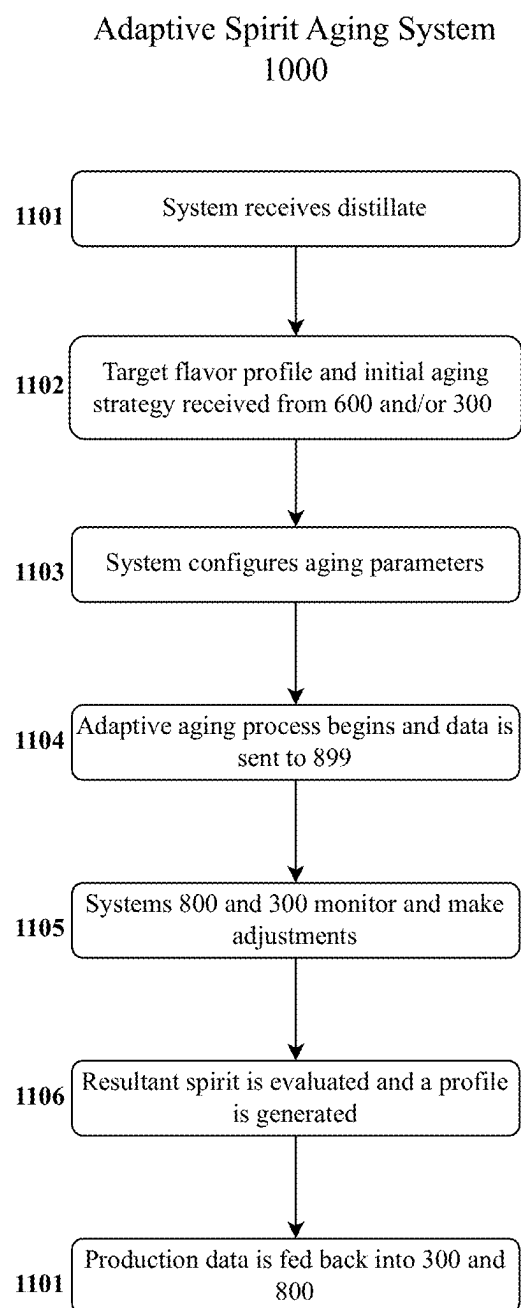 Adaptive Spirit Aging System
1000
1101
System receives distillate
1102
Target flavor profile and initial aging
strategy received from 600 and/or 300
1103
System configures aging parameters
1104
Adaptive aging process begins and data is
sent to 899
1105
Systems 800 and 300 monitor and make
adjustments
1106
Resultant spirit is evaluated and a profile
is generated
1101
Production data is fed back into 300 and
800